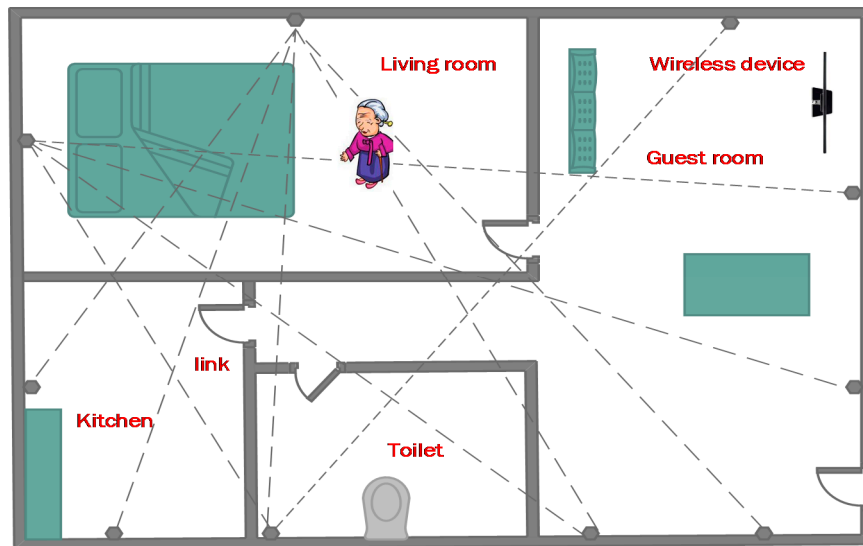 Living room
Wireless device
Guest room
link
Kitchen
Toilet